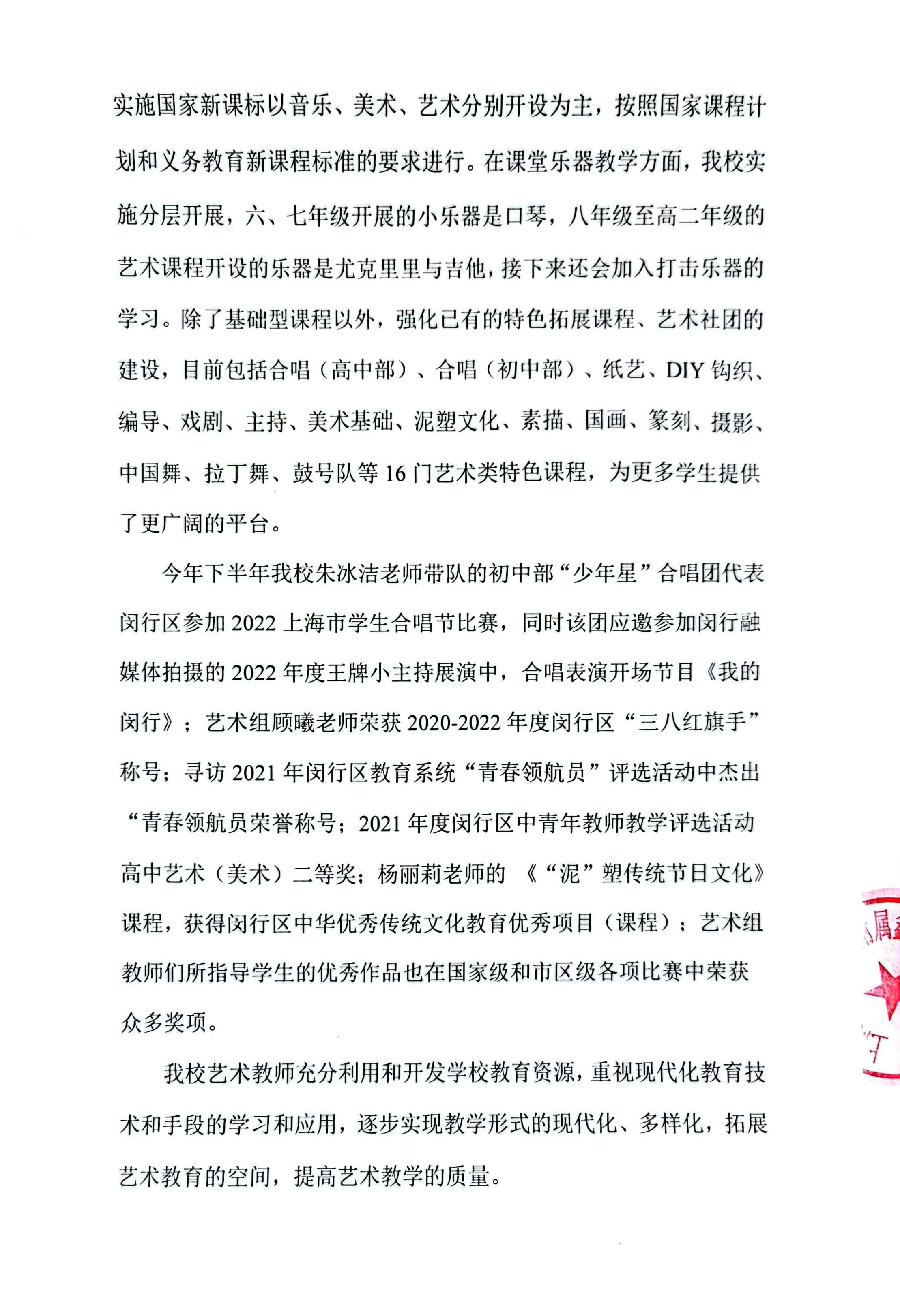 实施国家新课标以音乐、美术、艺术分别开设为主，按照国家课程计
划和义务教育新课程标准的要求进行。在课堂乐器教学方面，我校实
施分层开展，六、七年级开展的小乐器是口琴，八年级至高二年级的
艺术课程开设的乐器是尤克里里与吉他，接下来还会加入打击乐器的
学习。除了基础型课程以外，强化已有的特色拓展课程、艺术社团的
建设，目前包括合唱（高中部）、合唱（初中部）、纸艺、DIY 钩织、
编导、戏剧、主持、美术基础、泥塑文化、素描、国画、篆刻、摄影、
中国舞、拉丁舞、鼓号队等 16 门艺术类特色课程，为更多学生提供
了更广阔的平台。
今年下半年我校朱冰洁老师带队的初中部“少年星”合唱团代表
闵行区参加 2022 上海市学生合唱节比赛，同时该团应邀参加闵行融
媒体拍摄的 2022 年度王牌小主持展演中，合唱表演开场节目《我的
闵行》；艺术组顾曦老师荣获 2020-2022 年度闵行区“三八红旗手”
称号；寻访 2021 年闵行区教育系统“青春领航员”评选活动中杰出
“青春领航员荣誉称号；2021 年度闵行区中青年教师教学评选活动
高中艺术（美术）二等奖；杨丽莉老师的 《“泥”塑传统节日文化》
课程，获得闵行区中华优秀传统文化教育优秀项目（课程）；艺术组
教师们所指导学生的优秀作品也在国家级和市区级各项比赛中荣获
众多奖项。
我校艺术教师充分利用和开发学校教育资源，重视现代化教育技
术和手段的学习和应用，逐步实现教学形式的现代化、多样化，拓展
艺术教育的空间，提高艺术教学的质量。
属